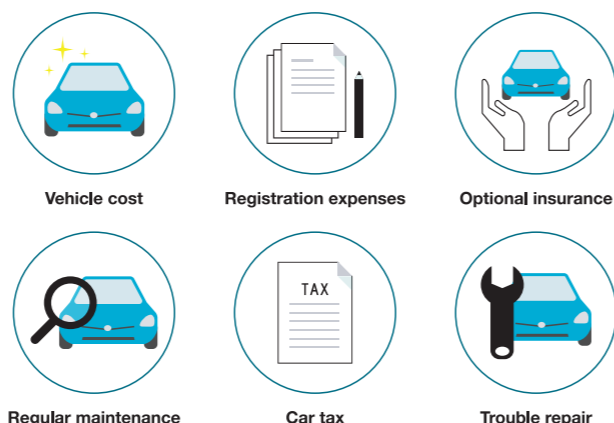 Vehicle cost
Registration expenses
Optional insurance
TAX
Regular maintenance
Car tax
Trouble repair